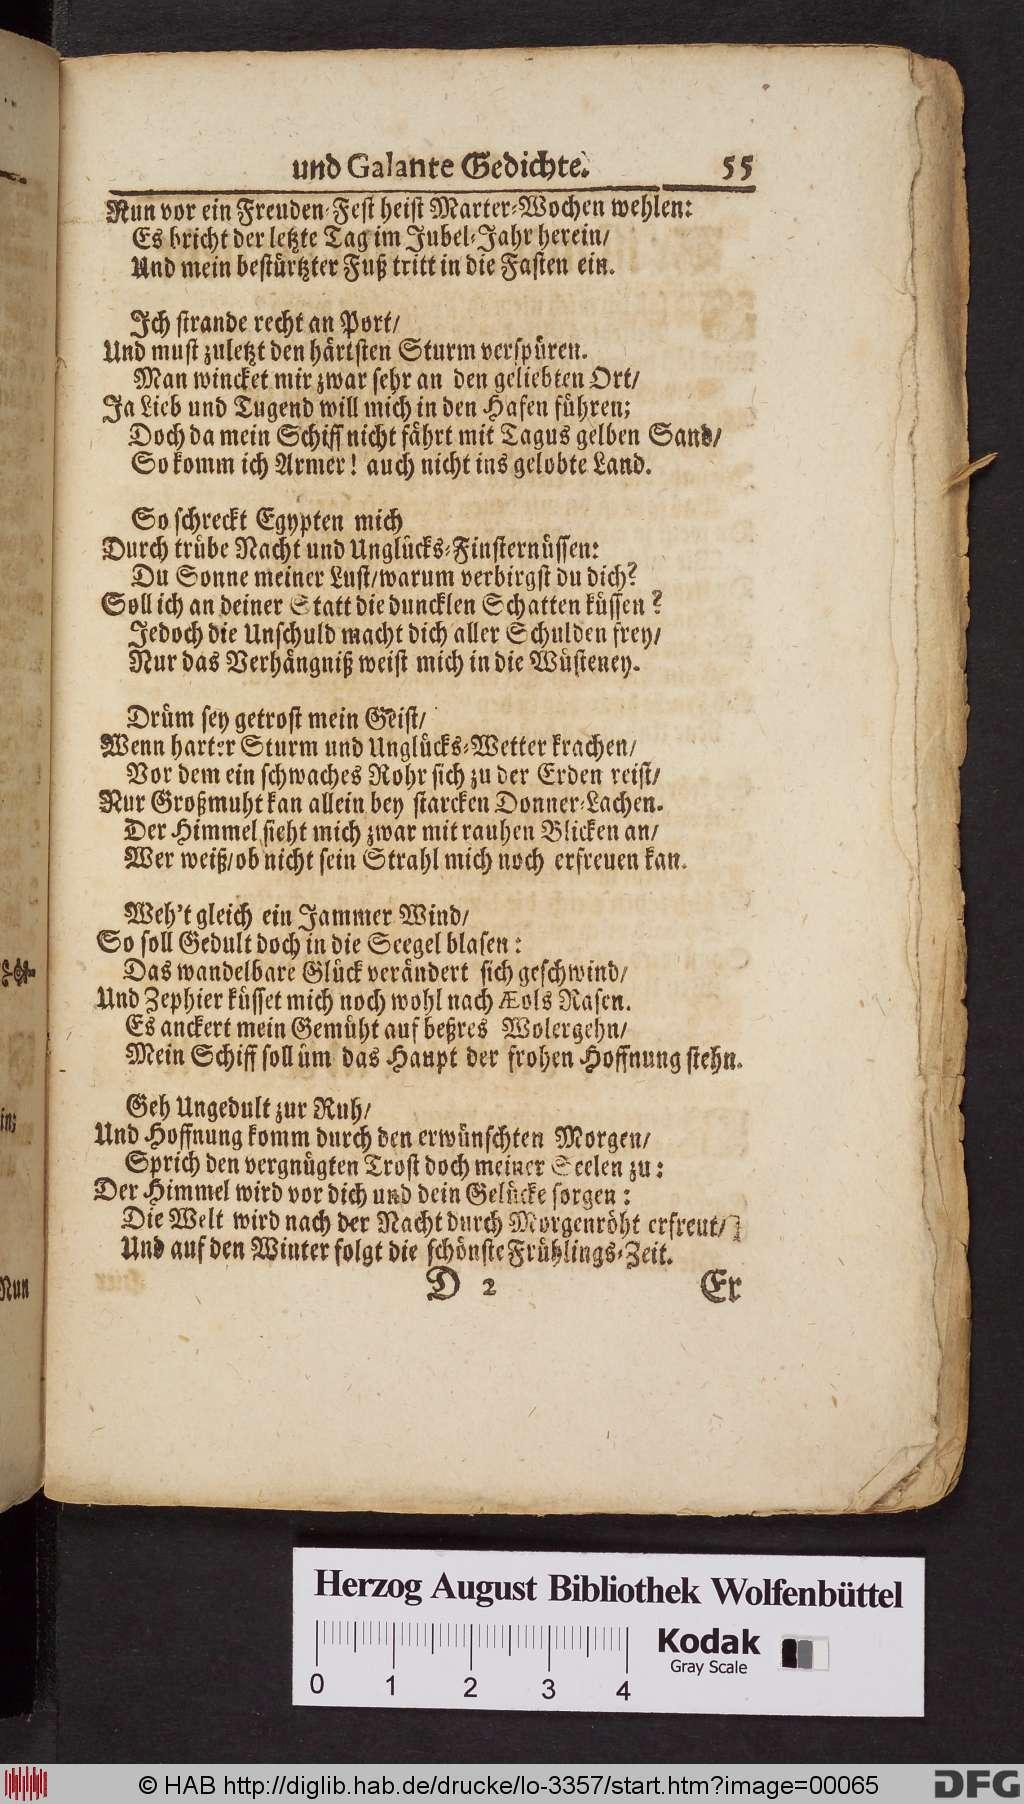 und Galante Gedichte. 55
Nun vor ein Freuden-Fest heist Marter-Wochen wehlen:
Es bricht der letzte Tag im Jubel-Jahr herein/
Und mein bestürtzter Fuß tritt in die Fasten ein.
Ich strande recht an Port/
Und must zuletzt den härtsten Sturm verspüren.
Man wincket mir zwar sehr an den geliebten Ort/
Ja Lieb und Tugend will mich in den Hafen führen;
Doch da mein Schiff nicht fährt mit Tagus gelben Sand/
So komm ich Armer! auch nicht ins gelobte Land.
So schreckt Egypten mich
Durch trübe Nacht und Unglücks-Finsternüssen:
Du Sonne meiner Lust/warum verbirgst du dich?
Soll ich an deiner Statt die duncklen Schatten küssen?
Jedoch die Unschuld macht dich aller Schulden frey/
Nur das Verhängniß weist mich in die Wüsteney.
Drüm sey getrost mein Geist/
Wenn harter Sturm und Unglücks-Wetter krachen/
Vor dem ein schwaches Rohr sich zu der Erden reist/
Nur Großmuht kan allein bey starcken Donner-Lachen.
Der Himmel sieht mich zwar mit rauhen Blicken an/
Wer weiß/ob nicht sein Strahl mich noch erfreuen kan.
Weh't gleich ein Jammer Wind/
So soll Gedult doch in die Seegel blasen:
Das wandelbare Glück verändert sich geschwind/
Und Zephier küsset mich noch wohl nach Æols Rasen.
Es anckert mein Gemüht auf beßres Wolergehn/
Mein Schiff soll üm das Haupt der frohen Hoffnung stehn.
Geh Ungedult zur Ruh/
Und Hoffnung komm durch den erwünschten Morgen/
Sprich den vergnügten Trost doch meiner Seelen zu:
Der Himmel wird vor dich und dein Gelücke sorgen:
Die Welt wird nach der Nacht durch Morgenröht erfreut/
Und auf den Winter folgt die schönste Frühlings-Zeit.
D 2 Er
in;
Nun
Herzog August Bibliothek Wolfenbüttel
0 1 2 3 4
Kodak
Gray Scale
© HAB http://diglib.hab.de/drucke/lo-3357/start.htm?image=00065
DFG